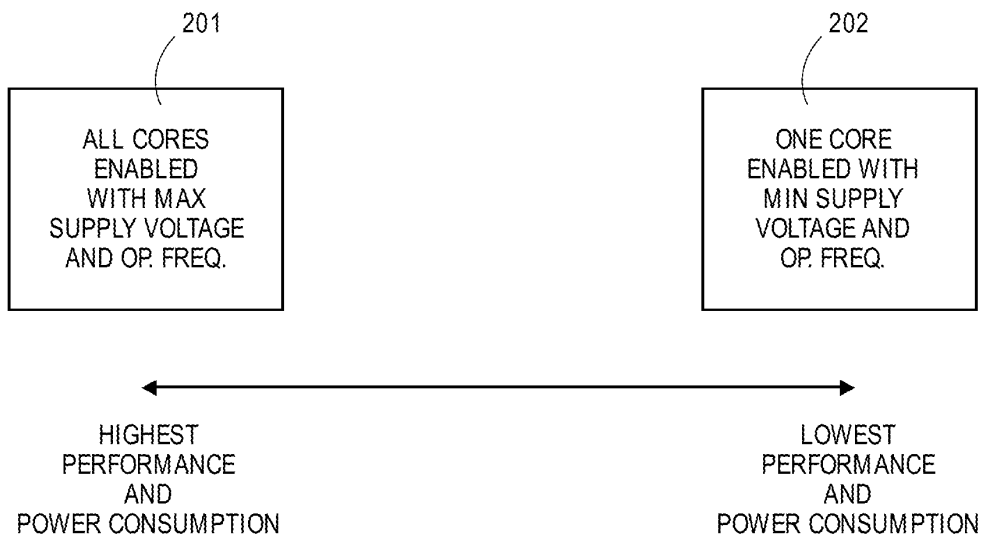 201
ALL CORES
ENABLED
WITH MAX
SUPPLY VOLTAGE
AND OP. FREQ.
202
ONE CORE
ENABLED WITH
MIN SUPPLY
VOLTAGE AND
OP. FREQ.
HIGHEST
PERFORMANCE
AND
POWER CONSUMPTION
LOWEST
PERFORMANCE
AND
POWER CONSUMPTION